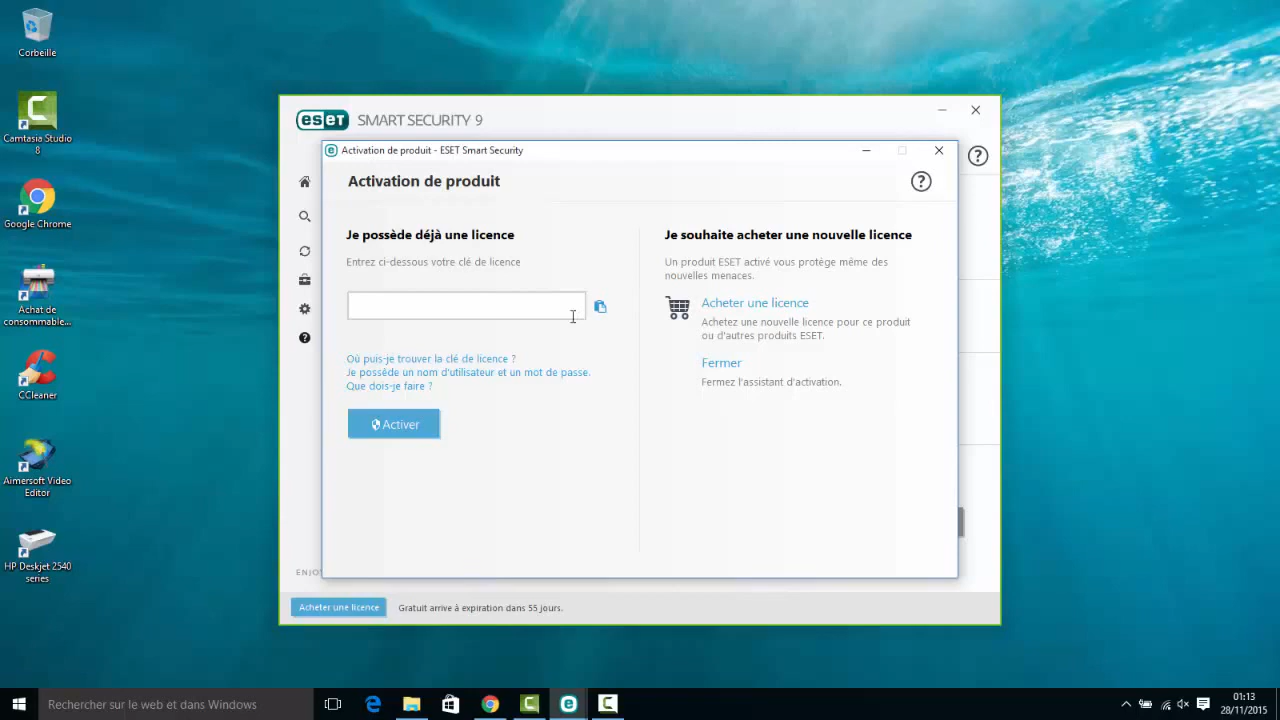 Corbeille
Camtasia Studio
8
Google Chrome
Achat de
consommable...
CCleaner
Aimersoft Video
Editor
HP Deskjet 2540
series
eset SMART SECURITY 9
Activation de produit - ESET Smart Security
Activation de produit
Je possède déjà une licence
Entrez ci-dessous votre clé de licence
Où puis-je trouver la clé de licence ?
Je possède un nom d'utilisateur et un mot de passe.
Que dois-je faire ?
Activer
Je souhaite acheter une nouvelle licence
Un produit ESET activé vous protège même des
nouvelles menaces.
Acheter une licence
Achetez une nouvelle licence pour ce produit
ou d'autres produits ESET.
Fermer
Fermez l'assistant d'activation.
ENJO
Acheter une licence
Gratuit arrive à expiration dans 55 jours.
Rechercher sur le web et dans Windows
01:13
28/11/2015